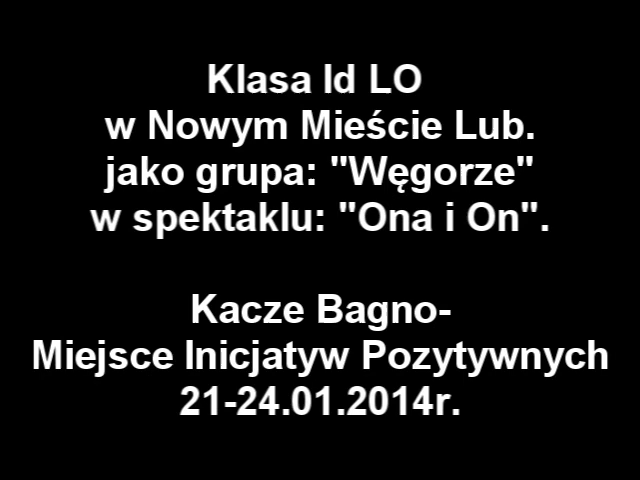 Klasa Id LO
w Nowym Mieście Lub.
jako grupa: "Węgorze"
w spektaklu: "Ona i On".
Kacze Bagno-
Miejsce Inicjatyw Pozytywnych
21-24.01.2014r.